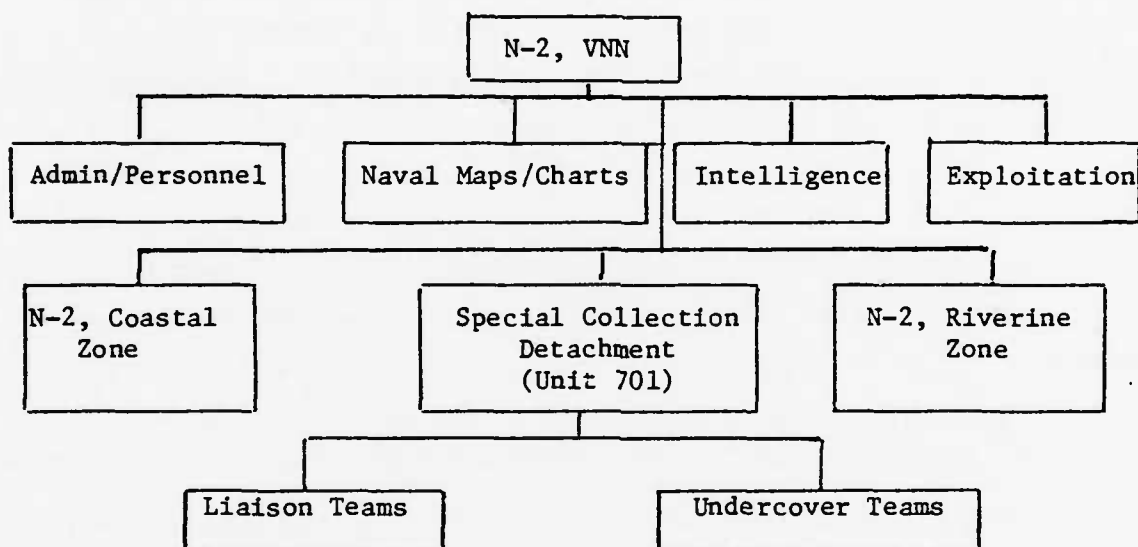 N-2, VNN
Admin/Personnel
Naval Maps/Charts
Intelligence
Exploitation
N-2, Coastal
Zone
Special Collection
Detachment
(Unit 701)
N-2, Riverine
Zone
Liaison Teams
Undercover Teams